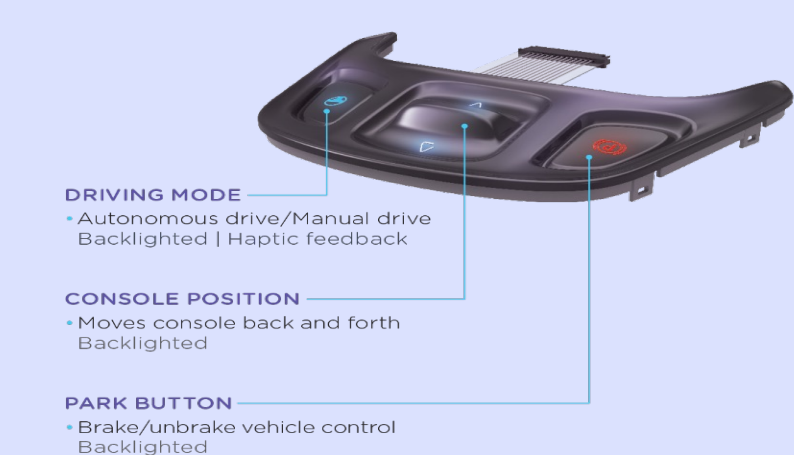 DRIVING MODE
• Autonomous drive/Manual drive
Backlighted | Haptic feedback
CONSOLE POSITION
• Moves console back and forth
Backlighted
PARK BUTTON
• Brake/unbrake vehicle control
Backlighted